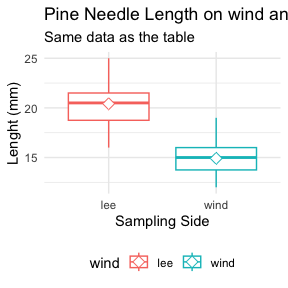 Pine Needle Length on wind an
Same data as the table
Lenght (mm)
25
20
15
lee wind
Sampling Side
wind lee wind